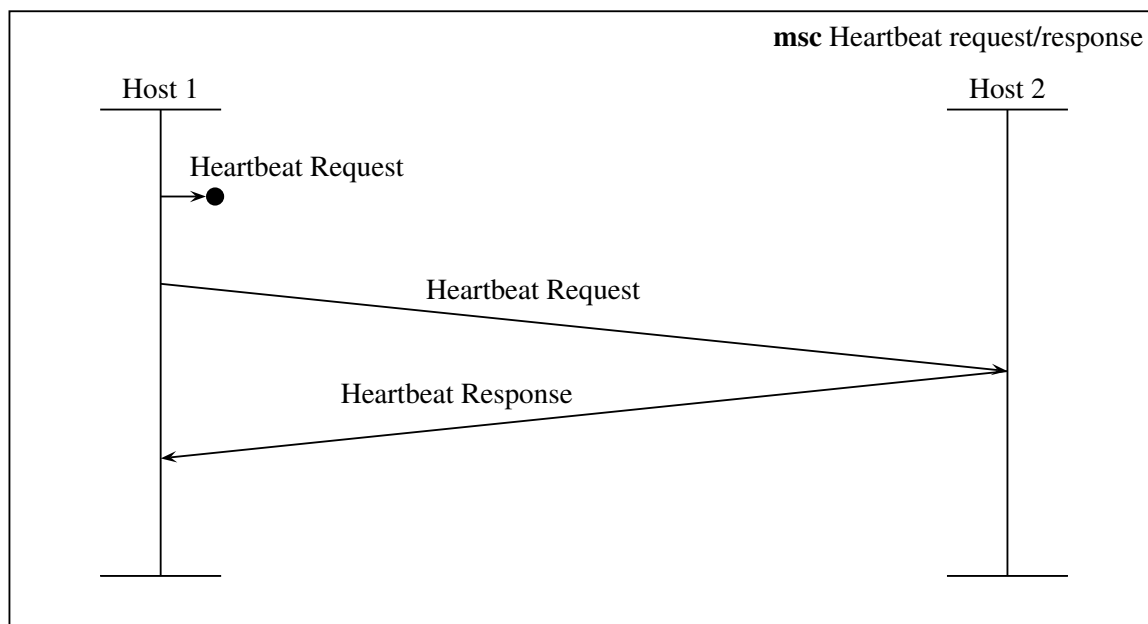 msc Heartbeat request/response
Host 1
Host 2
Heartbeat Request
Heartbeat Request
Heartbeat Response